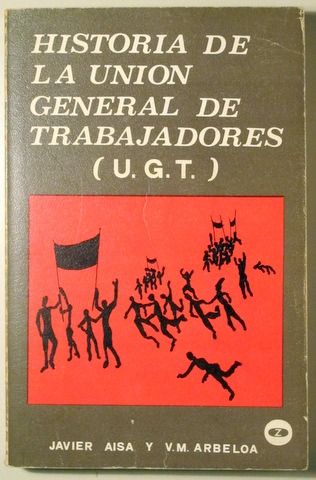 HISTORIA DE
LA UNION
GENERAL DE
TRABAJADORES
( U. G. T. )
JAVIER AISA Y V.M. ARBELOA
Z